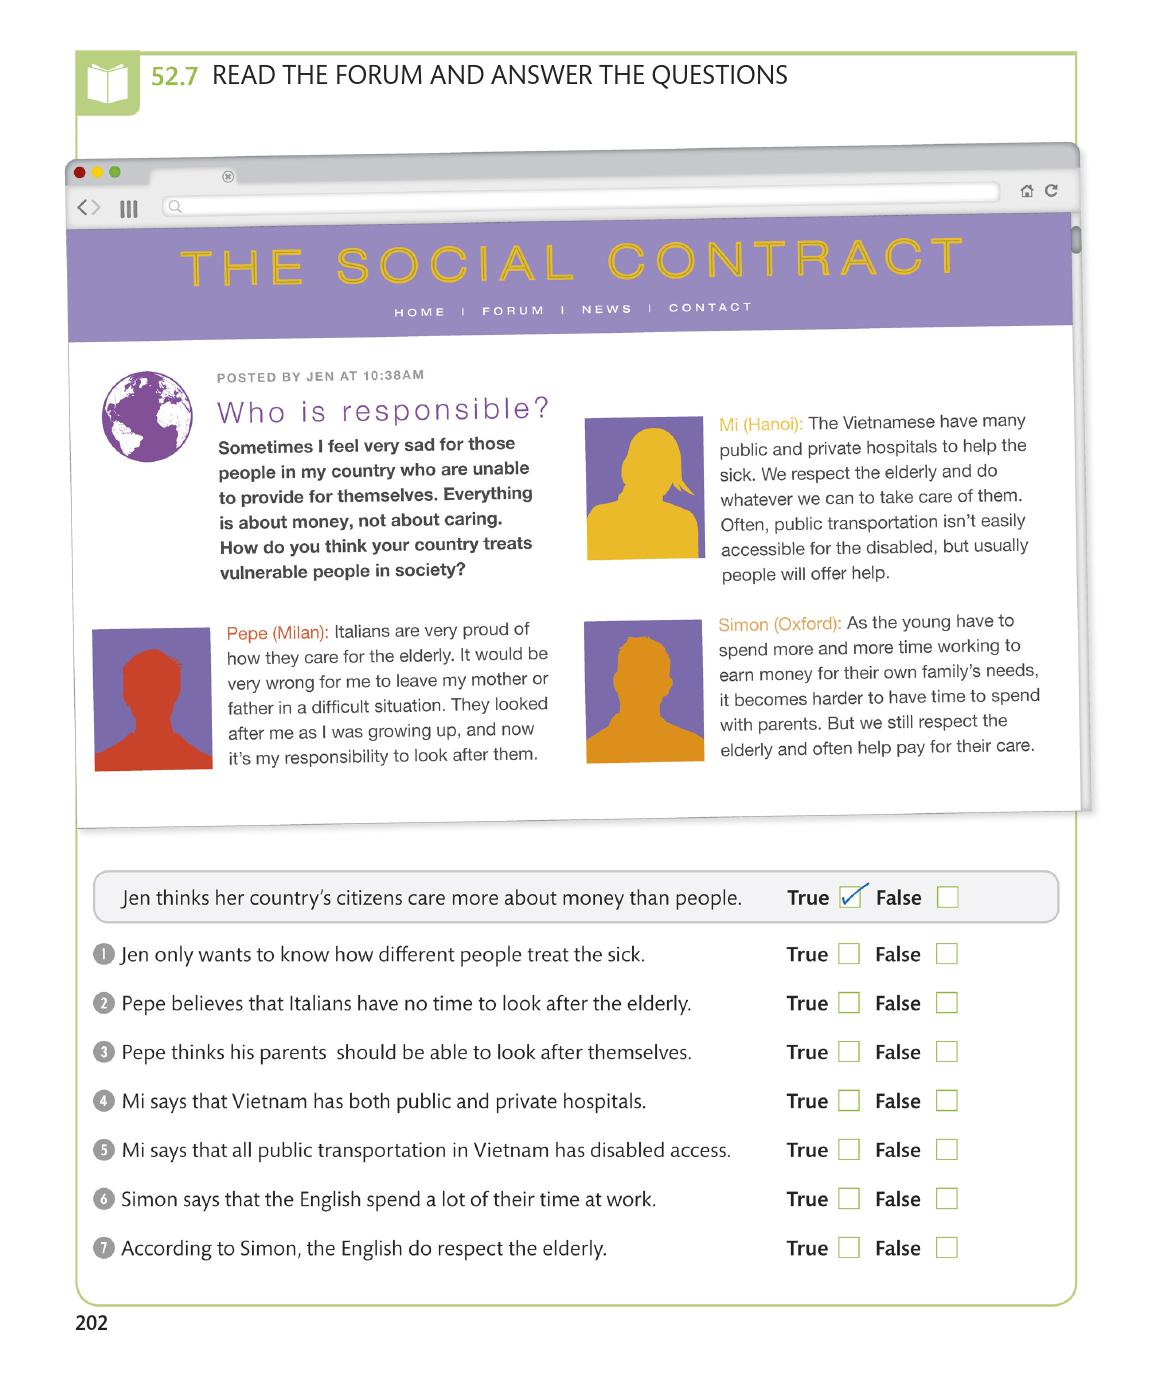 52.7 READ THE FORUM AND ANSWER THE QUESTIONS
THE SOCIAL CONTRACT
HOME | FORUM | NEWS | CONTACT
POSTED BY JEN AT 10:38AM
Who is responsible?
Sometimes I feel very sad for those
people in my country who are unable
to provide for themselves. Everything
is about money, not about caring.
How do you think your country treats
vulnerable people in society?
Pepe (Milan): Italians are very proud of
how they care for the elderly. It would be
very wrong for me to leave my mother or
father in a difficult situation. They looked
after me as I was growing up, and now
it's my responsibility to look after them.
Mi (Hanoi): The Vietnamese have many
public and private hospitals to help the
sick. We respect the elderly and do
whatever we can to take care of them.
Often, public transportation isn't easily
accessible for the disabled, but usually
people will offer help.
Simon (Oxford): As the young have to
spend more and more time working to
earn money for their own family's needs,
it becomes harder to have time to spend
with parents. But we still respect the
elderly and often help pay for their care.
Jen thinks her country's citizens care more about money than people. True False
1 Jen only wants to know how different people treat the sick. True False
2 Pepe believes that Italians have no time to look after the elderly. True False
3 Pepe thinks his parents should be able to look after themselves. True False
4 Mi says that Vietnam has both public and private hospitals. True False
5 Mi says that all public transportation in Vietnam has disabled access. True False
6 Simon says that the English spend a lot of their time at work. True False
7 According to Simon, the English do respect the elderly. True False
202